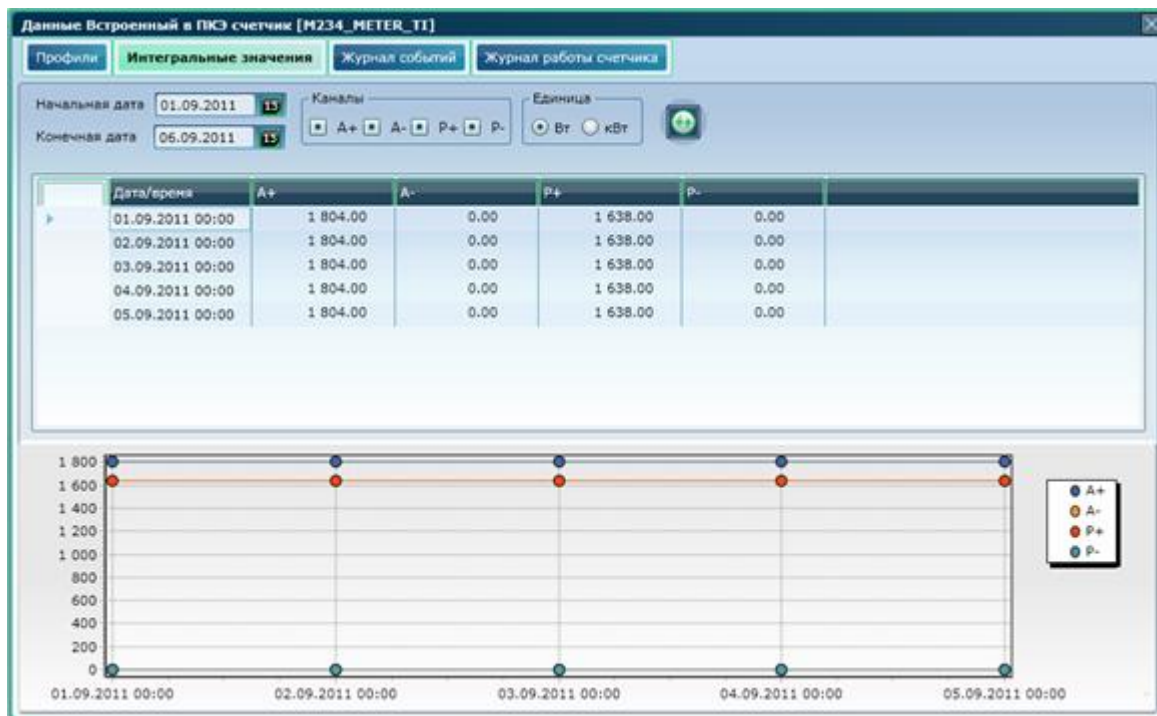 Данные Встроенный в ПКЭ счетчик [M234_METER_TI]
Профили Интегральные значения Журнал событий Журнал работы счетчика
Начальная дата 01.09.2011 15 Каналы Единица
A+ A- P+ P- Вт кВт
Конечная дата 06.09.2011 15
Дата/время A+ A- P+ P-
01.09.2011 00:00 1 804.00 0.00 1 638.00 0.00
02.09.2011 00:00 1 804.00 0.00 1 638.00 0.00
03.09.2011 00:00 1 804.00 0.00 1 638.00 0.00
04.09.2011 00:00 1 804.00 0.00 1 638.00 0.00
05.09.2011 00:00 1 804.00 0.00 1 638.00 0.00
1 800
1 600
1 400
1 200
1 000
800
600
400
200
0
A+
A-
P+
P-
01.09.2011 00:00 02.09.2011 00:00 03.09.2011 00:00 04.09.2011 00:00 05.09.2011 00:00